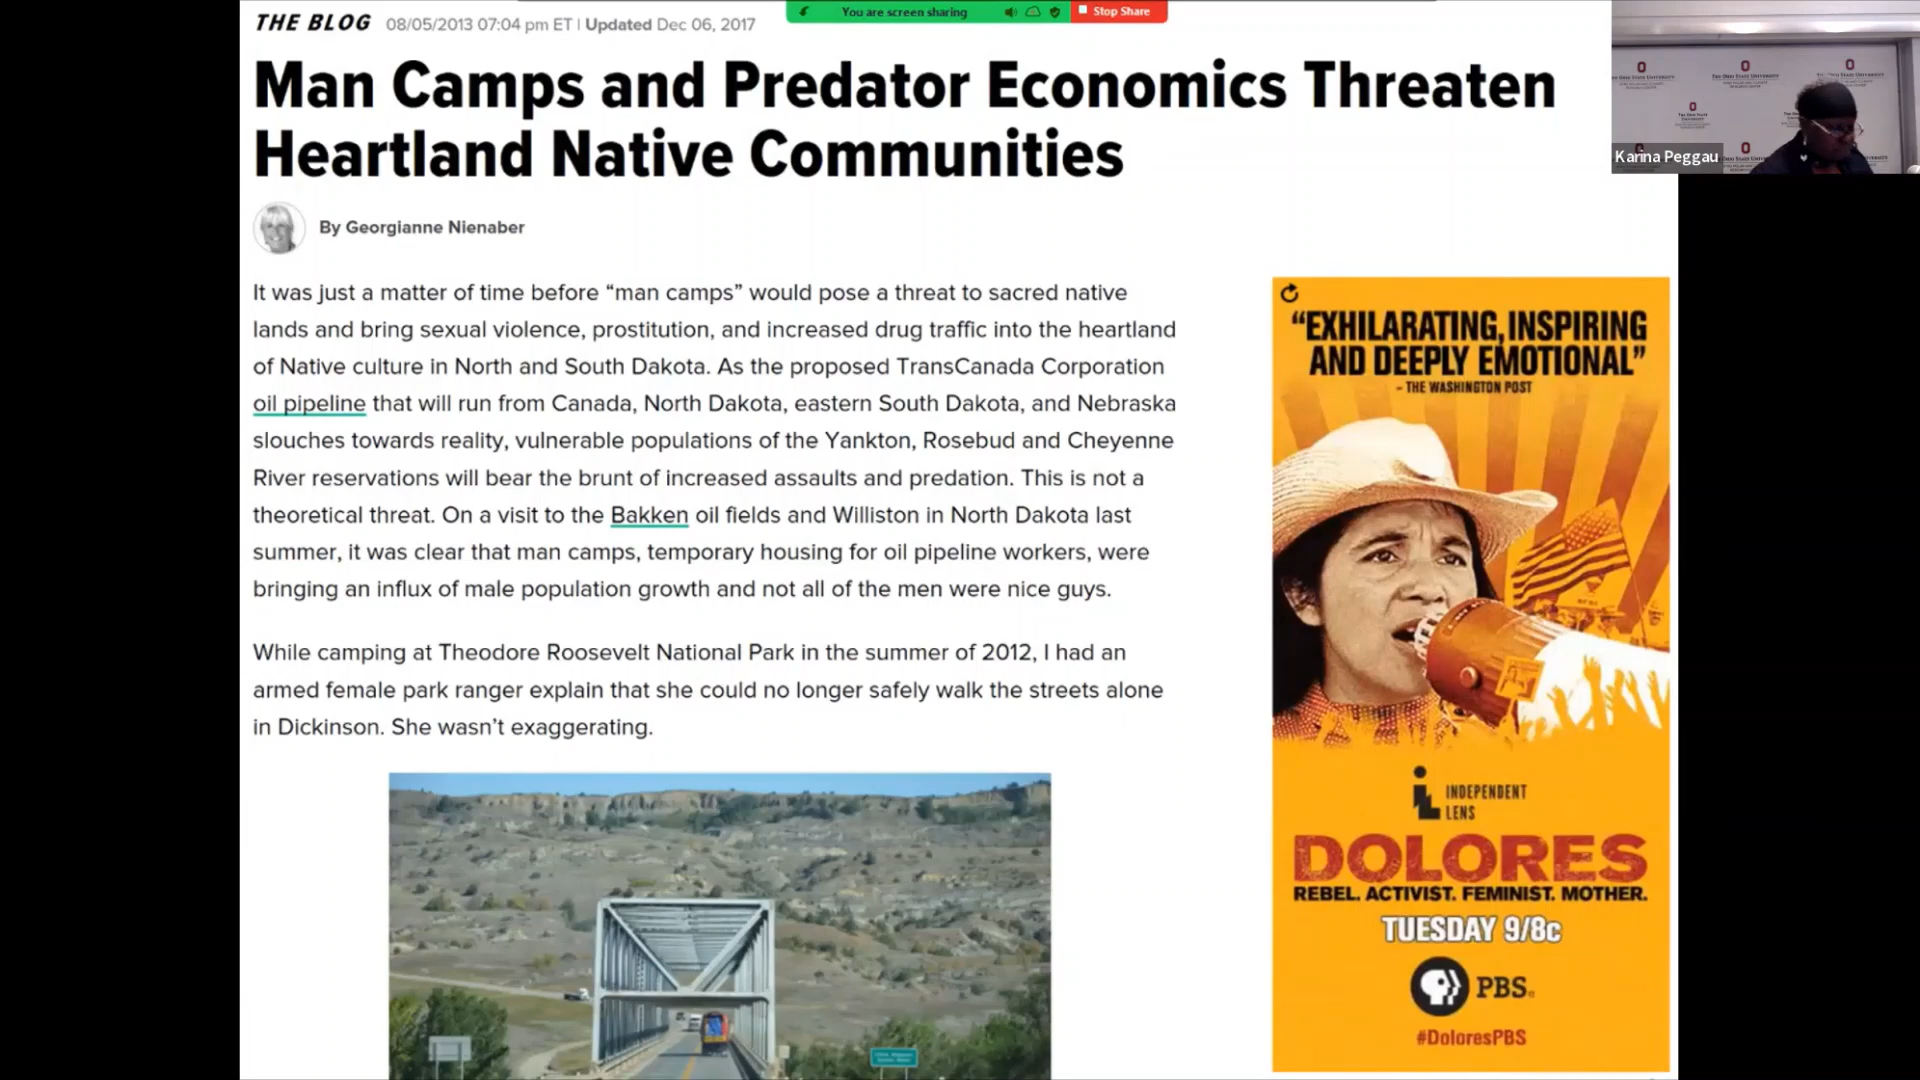 THE BLOG 08/05/2013 07:04 pm ET | Updated Dec 06, 2017
You are screen sharing
Stop Share
Man Camps and Predator Economics Threaten
Heartland Native Communities
By Georgianne Nienaber
Karina Peggau
It was just a matter of time before “man camps” would pose a threat to sacred native
lands and bring sexual violence, prostitution, and increased drug traffic into the heartland
of Native culture in North and South Dakota. As the proposed TransCanada Corporation
oil pipeline that will run from Canada, North Dakota, eastern South Dakota, and Nebraska
slouches towards reality, vulnerable populations of the Yankton, Rosebud and Cheyenne
River reservations will bear the brunt of increased assaults and predation. This is not a
theoretical threat. On a visit to the Bakken oil fields and Williston in North Dakota last
summer, it was clear that man camps, temporary housing for oil pipeline workers, were
bringing an influx of male population growth and not all of the men were nice guys.
While camping at Theodore Roosevelt National Park in the summer of 2012, I had an
armed female park ranger explain that she could no longer safely walk the streets alone
in Dickinson. She wasn’t exaggerating.
“EXHILARATING, INSPIRING
AND DEEPLY EMOTIONAL”
- THE WASHINGTON POST
INDEPENDENT
LENS
DOLORES
REBEL. ACTIVIST. FEMINIST. MOTHER.
TUESDAY 9/8c
PBS
#DoloresPBS